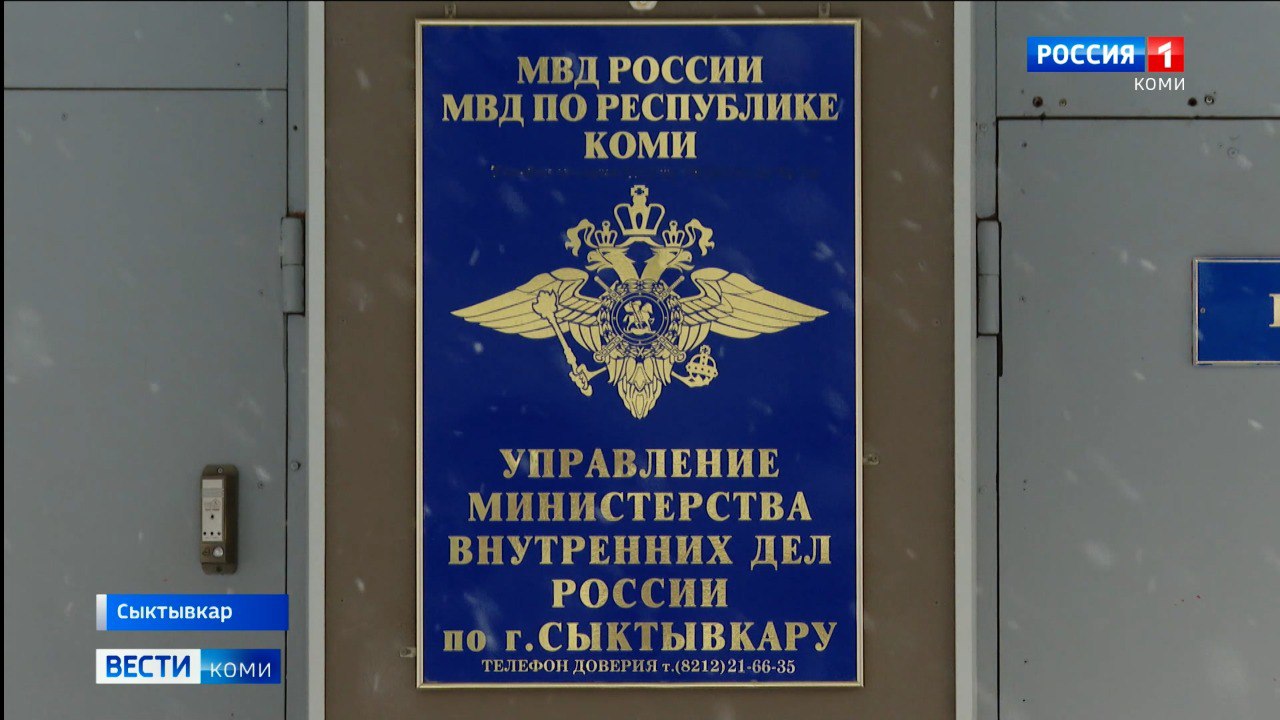 МВД РОССИИ
МВД ПО РЕСПУБЛИКЕ
КОМИ
УПРАВЛЕНИЕ
МИНИСТЕРСТВА
ВНУТРЕННИХ ДЕЛ
РОССИИ
по г. СЫКТЫВКАРУ
ТЕЛЕФОН ДОВЕРИЯ т.(8212)21-66-35
РОССИЯ 1
КОМИ
Сыктывкар
ВЕСТИ КОМИ